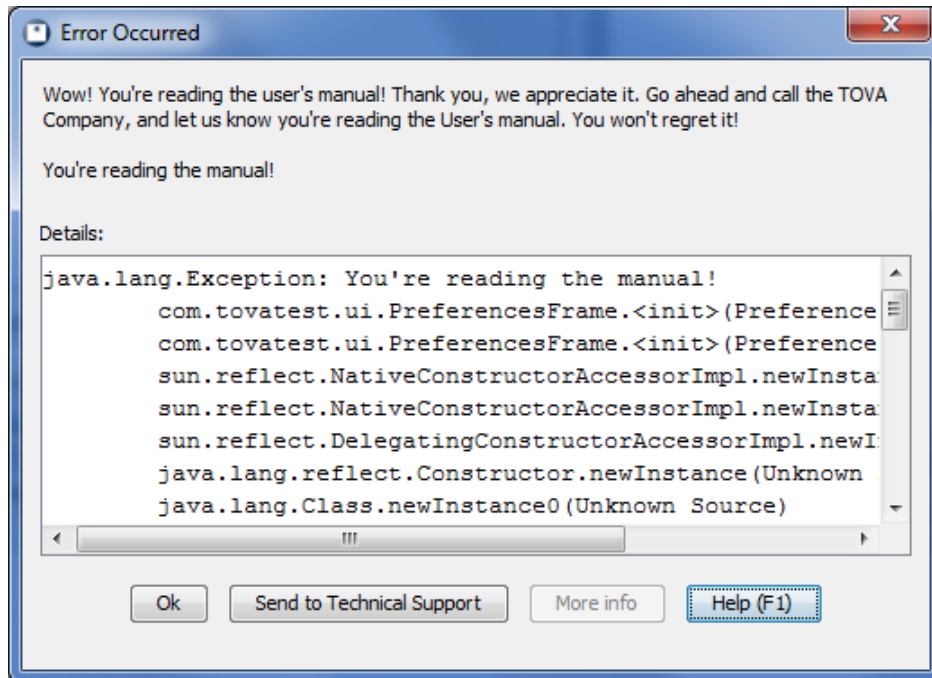 Error Occurred
Wow! You're reading the user's manual! Thank you, we appreciate it. Go ahead and call the TOVA
Company, and let us know you're reading the User's manual. You won't regret it!
You're reading the manual!
Details:
java.lang.Exception: You're reading the manual!
com.tovatest.ui.PreferencesFrame.<init>(Preference
com.tovatest.ui.PreferencesFrame.<init>(Preference
sun.reflect.NativeConstructorAccessorImpl.newInsta
sun.reflect.NativeConstructorAccessorImpl.newInsta
sun.reflect.DelegatingConstructorAccessorImpl.newI
java.lang.reflect.Constructor.newInstance(Unknown
java.lang.Class.newInstance0(Unknown Source)
Ok Send to Technical Support More info Help (F1)